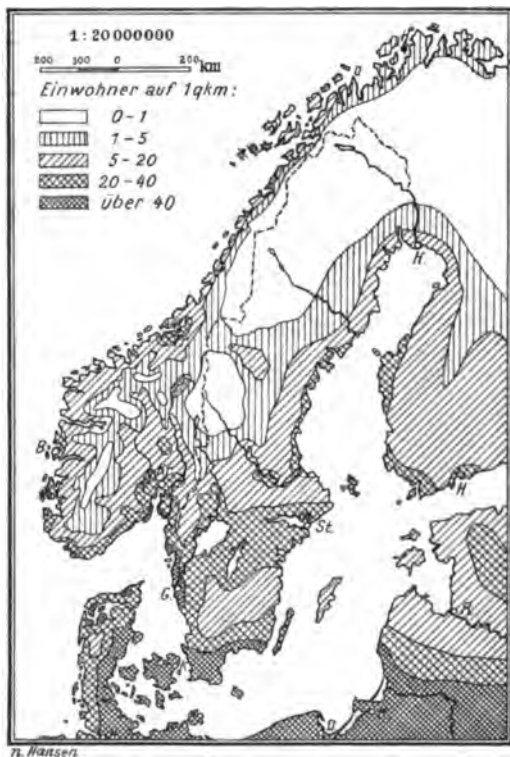 1:20000000
200 100 0 200 km
Einwohner auf 1qkm:
0-1
1-5
5-20
20-40
über 40
H.
B.
H
St.
G.
D
n. Hansen